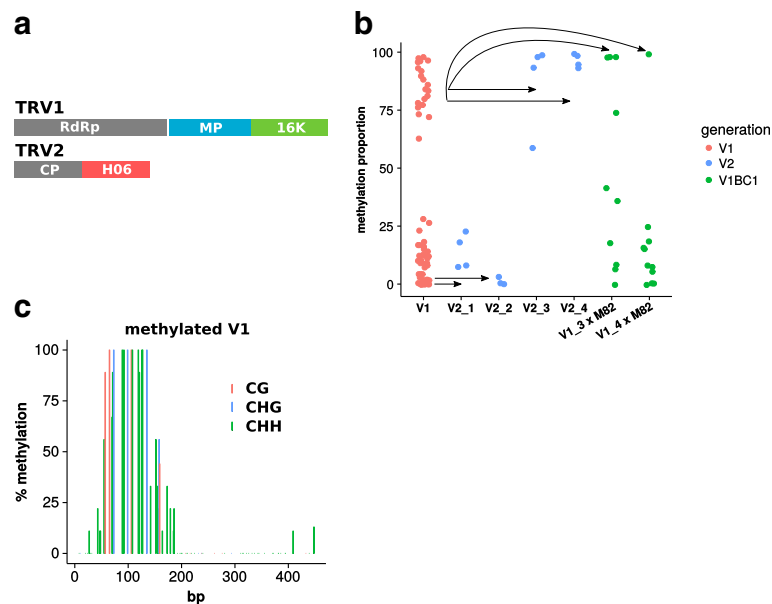 a
TRV1
RdRp MP 16K
TRV2
CP H06
b
methylation proportion
100
75
50
25
0
V1 V2_1 V2_2 V2_3 V2_4 V1_3 x M82 V1_4 x M82
generation
V1
V2
V1BC1
c
methylated V1
% methylation
100
75
50
25
0
0 100 200 300 400
bp
CG
CHG
CHH